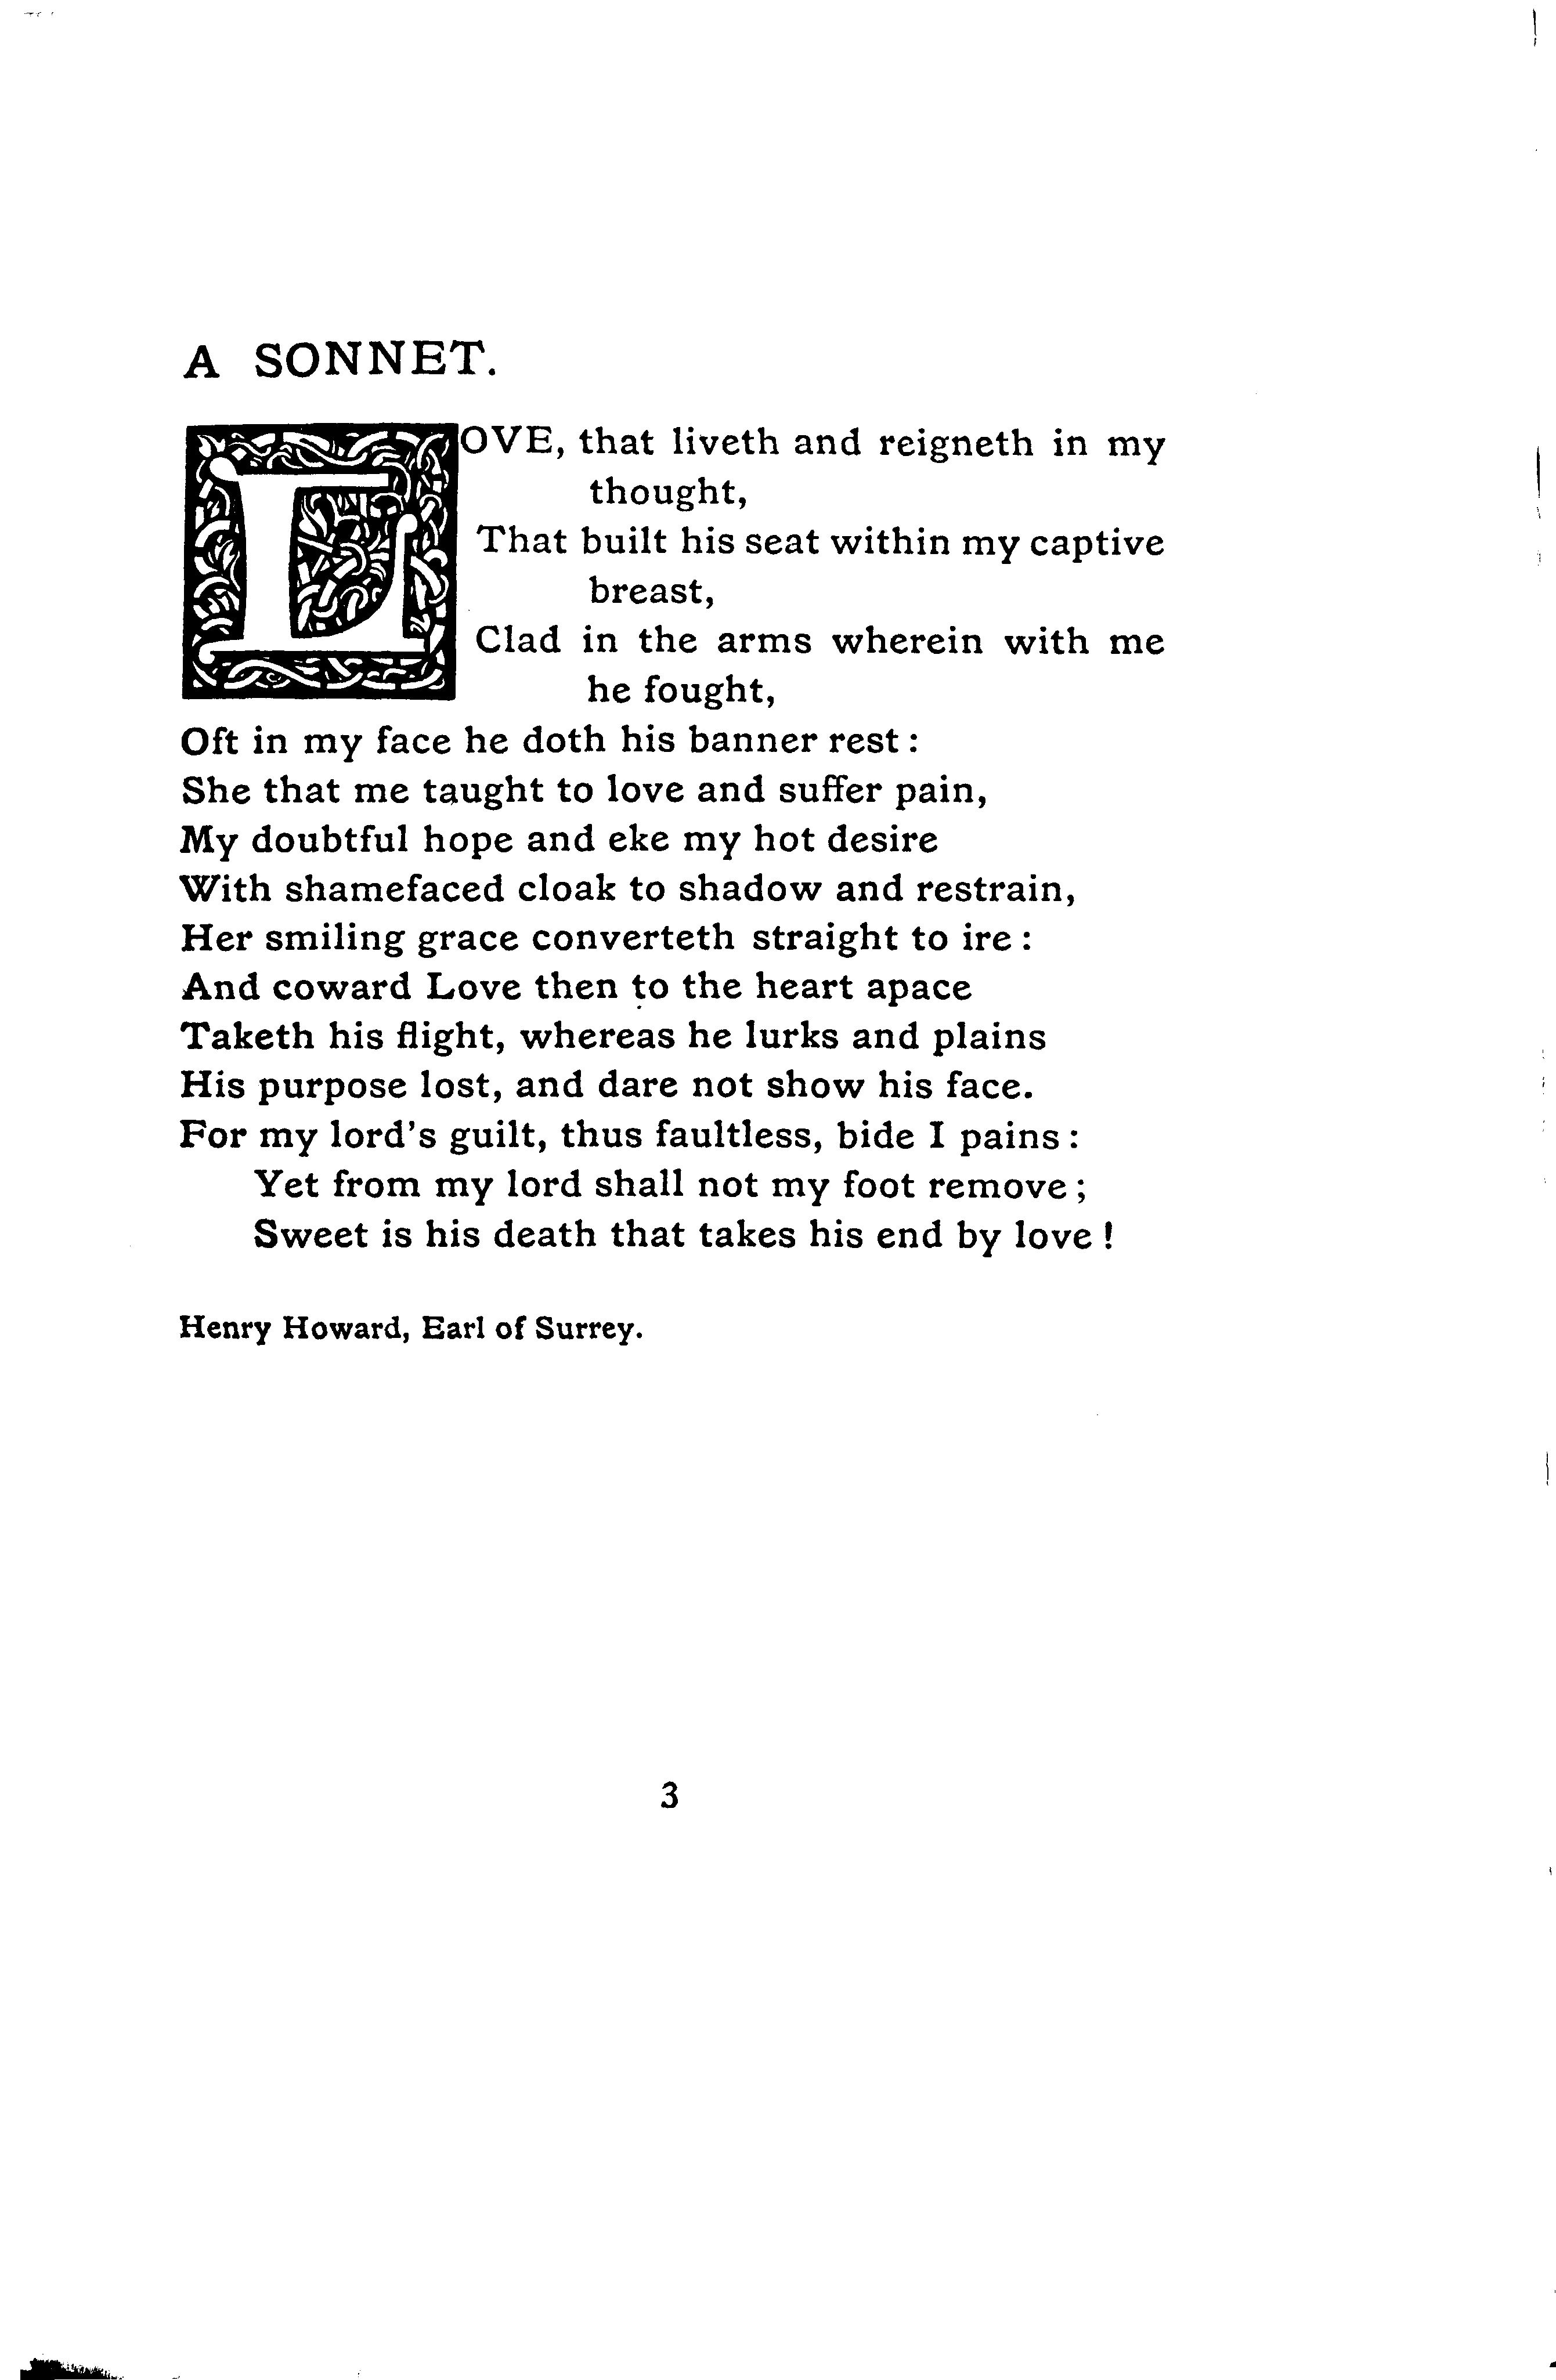 A SONNET.
LOVE, that liveth and reigneth in my
thought,
That built his seat within my captive
breast,
Clad in the arms wherein with me
he fought,
Oft in my face he doth his banner rest :
She that me taught to love and suffer pain,
My doubtful hope and eke my hot desire
With shamefaced cloak to shadow and restrain,
Her smiling grace converteth straight to ire :
And coward Love then to the heart apace
Taketh his flight, whereas he lurks and plains
His purpose lost, and dare not show his face.
For my lord's guilt, thus faultless, bide I pains :
Yet from my lord shall not my foot remove ;
Sweet is his death that takes his end by love !
Henry Howard, Earl of Surrey.
3